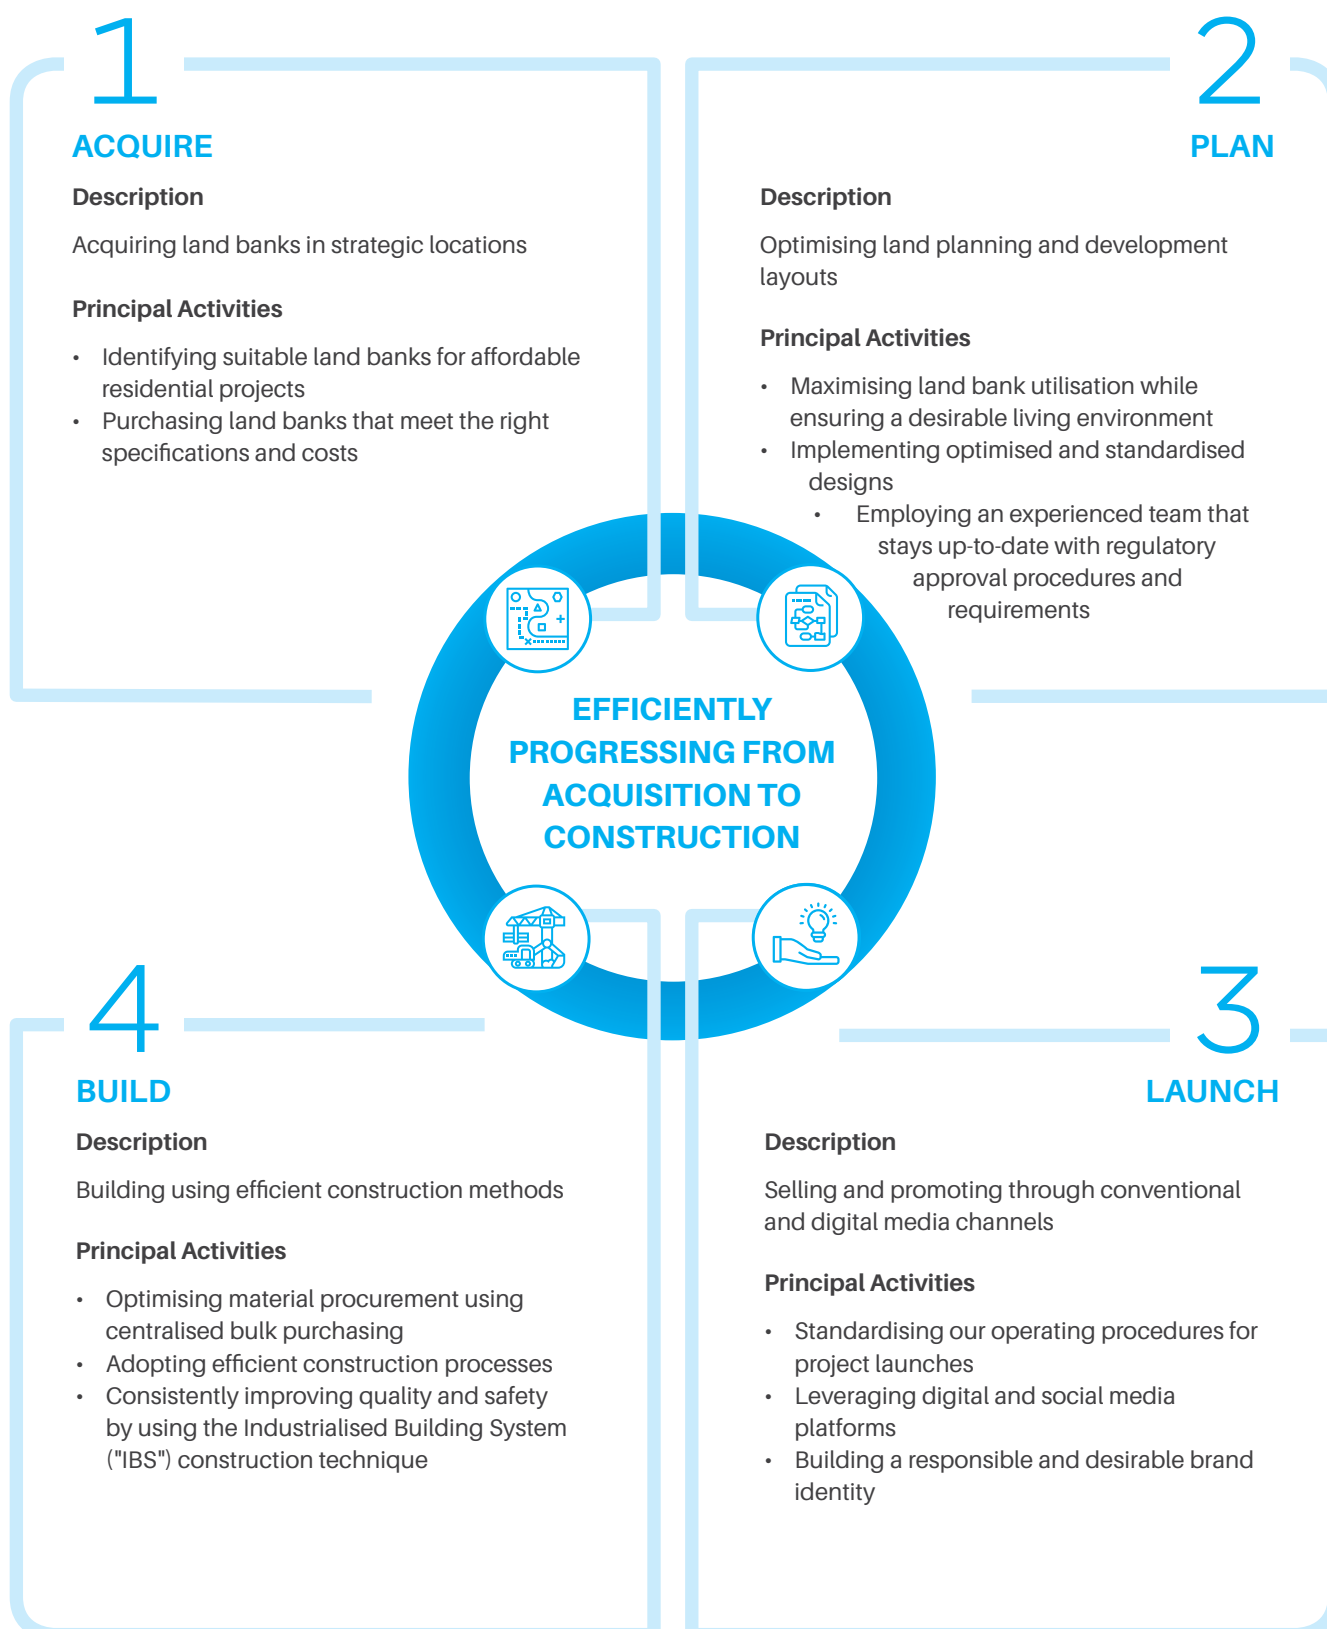 1
ACQUIRE
Description
Acquiring land banks in strategic locations
Principal Activities
• Identifying suitable land banks for affordable
residential projects
• Purchasing land banks that meet the right
specifications and costs
2
PLAN
Description
Optimising land planning and development
layouts
Principal Activities
• Maximising land bank utilisation while
ensuring a desirable living environment
• Implementing optimised and standardised
designs
• Employing an experienced team that
stays up-to-date with regulatory
approval procedures and
requirements
EFFICIENTLY
PROGRESSING FROM
ACQUISITION TO
CONSTRUCTION
4
BUILD
Description
Building using efficient construction methods
Principal Activities
• Optimising material procurement using
centralised bulk purchasing
• Adopting efficient construction processes
• Consistently improving quality and safety
by using the Industrialised Building System
("IBS") construction technique
3
LAUNCH
Description
Selling and promoting through conventional
and digital media channels
Principal Activities
• Standardising our operating procedures for
project launches
• Leveraging digital and social media
platforms
• Building a responsible and desirable brand
identity